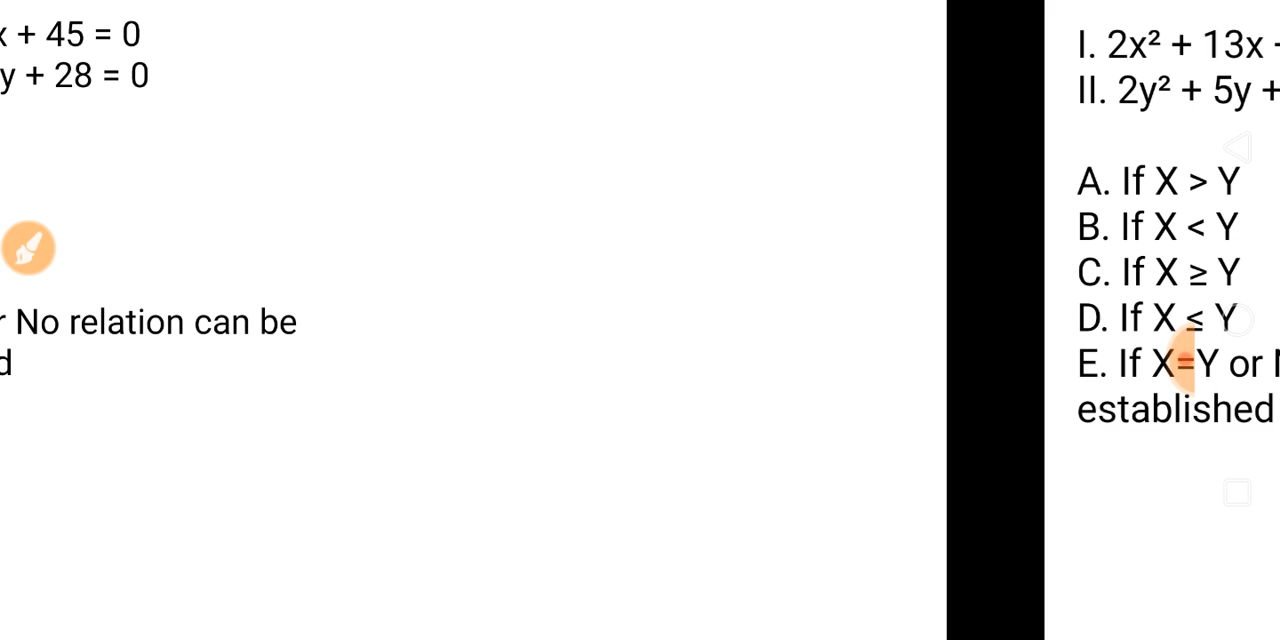 x + 45 = 0
y + 28 = 0
r No relation can be
d
I. 2x² + 13x -
II. 2y² + 5y +
A. If X > Y
B. If X < Y
C. If X ≥ Y
D. If X ≤ Y
E. If X=Y or
established